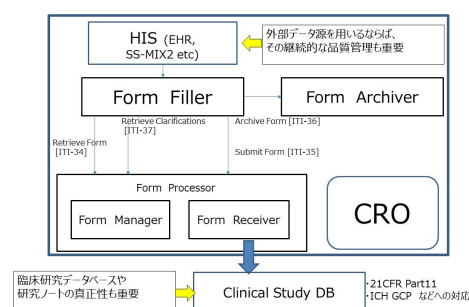 HIS (EHR,
SS-MIX2 etc)
外部データ源を用いるならば、
その継続的な品質管理も重要
Form Filler
Form Archiver
Retrieve Clarifications
[ITI-37]
Archive Form [ITI-36]
Retrieve Form
[ITI-34]
Submit Form [ITI-35]
Form Processor
Form Manager
Form Receiver
CRO
臨床研究データベースや
研究ノートの真正性も重要
Clinical Study DB
・21CFR Part11
・ICH GCP などへの対応